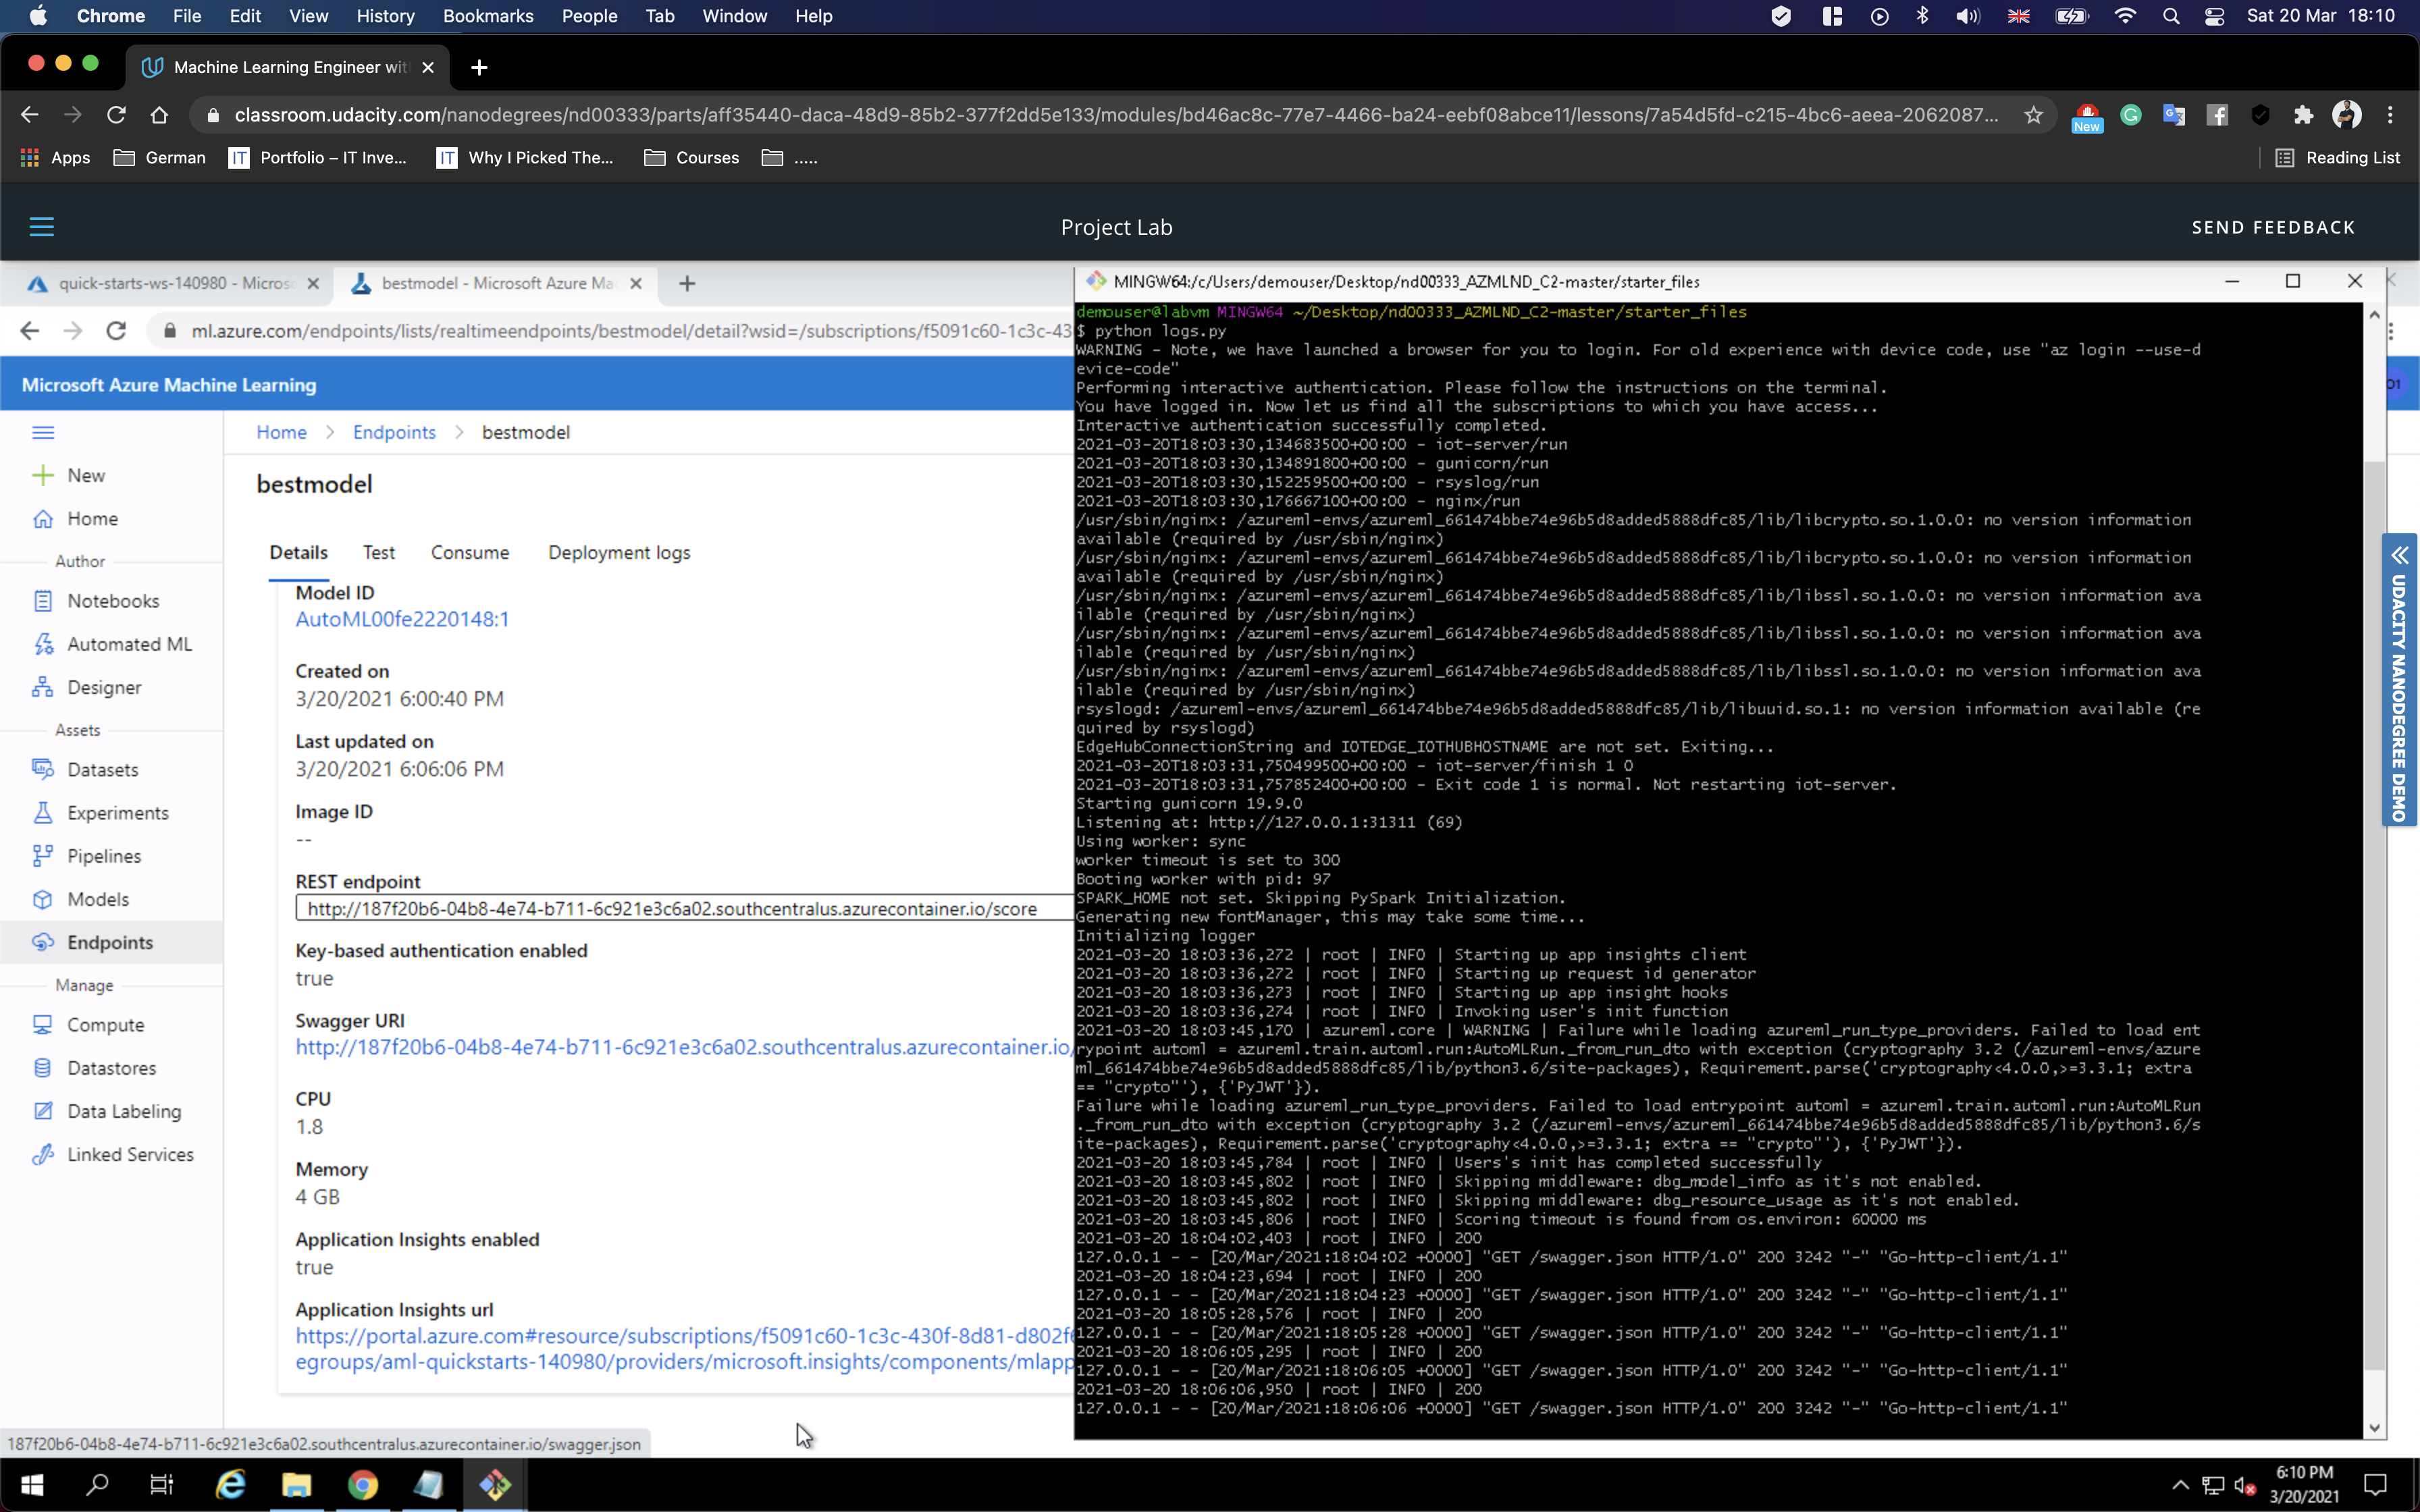 Chrome File Edit View History Bookmarks People Tab Window Help Sat 20 Mar 18:10
Machine Learning Engineer wit
classroom.udacity.com/nanodegrees/nd00333/parts/aff35440-daca-48d9-85b2-377f2dd5e133/modules/bd46ac8c-77e7-4466-ba24-eebf08abce11/lessons/7a54d5fd-c215-4bc6-aeea-2062087... New
Apps German IT Portfolio – IT Inve... IT Why I Picked The... Courses ..... Reading List
Project Lab SEND FEEDBACK
quick-starts-ws-140980 - Micros bestmodel - Microsoft Azure Ma
ml.azure.com/endpoints/lists/realtimeendpoints/bestmodel/detail?wsid=/subscriptions/f5091c60-1c3c-43
Microsoft Azure Machine Learning
New
Home
Author
Notebooks
Automated ML
Designer
Assets
Datasets
Experiments
Pipelines
Models
Endpoints
Manage
Compute
Datastores
Data Labeling
Linked Services
Home > Endpoints > bestmodel
bestmodel
Details Test Consume Deployment logs
Model ID
AutoML00fe2220148:1
Created on
3/20/2021 6:00:40 PM
Last updated on
3/20/2021 6:06:06 PM
Image ID
--
REST endpoint
http://187f20b6-04b8-4e74-b711-6c921e3c6a02.southcentralus.azurecontainer.io/score
Key-based authentication enabled
true
Swagger URI
http://187f20b6-04b8-4e74-b711-6c921e3c6a02.southcentralus.azurecontainer.io/
CPU
1.8
Memory
4 GB
Application Insights enabled
true
Application Insights url
https://portal.azure.com#resource/subscriptions/f5091c60-1c3c-430f-8d81-d802f6
egroups/aml-quickstarts-140980/providers/microsoft.insights/components/mlapp
187f20b6-04b8-4e74-b711-6c921e3c6a02.southcentralus.azurecontainer.io/swagger.json
MINGW64:/c/Users/demouser/Desktop/nd00333_AZMLND_C2-master/starter_files
demouser@labvm MINGW64 ~/Desktop/nd00333_AZMLND_C2-master/starter_files
$ python logs.py
WARNING - Note, we have launched a browser for you to login. For old experience with device code, use "az login --use-d
evice-code"
Performing interactive authentication. Please follow the instructions on the terminal.
You have logged in. Now let us find all the subscriptions to which you have access...
Interactive authentication successfully completed.
2021-03-20T18:03:30,134683500+00:00 - iot-server/run
2021-03-20T18:03:30,134891800+00:00 - gunicorn/run
2021-03-20T18:03:30,152259500+00:00 - rsyslog/run
2021-03-20T18:03:30,176667100+00:00 - nginx/run
/usr/sbin/nginx: /azureml-envs/azureml_661474bbe74e96b5d8added5888dfc85/lib/libcrypto.so.1.0.0: no version information
available (required by /usr/sbin/nginx)
/usr/sbin/nginx: /azureml-envs/azureml_661474bbe74e96b5d8added5888dfc85/lib/libcrypto.so.1.0.0: no version information
available (required by /usr/sbin/nginx)
/usr/sbin/nginx: /azureml-envs/azureml_661474bbe74e96b5d8added5888dfc85/lib/libssl.so.1.0.0: no version information ava
ilable (required by /usr/sbin/nginx)
/usr/sbin/nginx: /azureml-envs/azureml_661474bbe74e96b5d8added5888dfc85/lib/libssl.so.1.0.0: no version information ava
ilable (required by /usr/sbin/nginx)
/usr/sbin/nginx: /azureml-envs/azureml_661474bbe74e96b5d8added5888dfc85/lib/libssl.so.1.0.0: no version information ava
ilable (required by /usr/sbin/nginx)
rsyslogd: /azureml-envs/azureml_661474bbe74e96b5d8added5888dfc85/lib/libuuid.so.1: no version information available (re
quired by rsyslogd)
EdgeHubConnectionString and IOTEDGE_IOTHUBHOSTNAME are not set. Exiting...
2021-03-20T18:03:31,750499500+00:00 - iot-server/finish 1 0
2021-03-20T18:03:31,757852400+00:00 - Exit code 1 is normal. Not restarting iot-server.
Starting gunicorn 19.9.0
Listening at: http://127.0.0.1:31311 (69)
Using worker: sync
worker timeout is set to 300
Booting worker with pid: 97
SPARK_HOME not set. Skipping PySpark Initialization.
Generating new fontManager, this may take some time...
Initializing logger
2021-03-20 18:03:36,272 | root | INFO | Starting up app insights client
2021-03-20 18:03:36,272 | root | INFO | Starting up request id generator
2021-03-20 18:03:36,273 | root | INFO | Starting up app insight hooks
2021-03-20 18:03:36,274 | root | INFO | Invoking user's init function
2021-03-20 18:03:45,170 | azureml.core | WARNING | Failure while loading azureml_run_type_providers. Failed to load ent
rypoint automl = azureml.train.automl.run:AutoMLRun._from_run_dto with exception (cryptography 3.2 (/azureml-envs/azure
ml_661474bbe74e96b5d8added5888dfc85/lib/python3.6/site-packages), Requirement.parse('cryptography<4.0.0,>=3.3.1; extra
== "crypto"'), {'PyJWT'}).
Failure while loading azureml_run_type_providers. Failed to load entrypoint automl = azureml.train.automl.run:AutoMLRun
._from_run_dto with exception (cryptography 3.2 (/azureml-envs/azureml_661474bbe74e96b5d8added5888dfc85/lib/python3.6/s
ite-packages), Requirement.parse('cryptography<4.0.0,>=3.3.1; extra == "crypto"'), {'PyJWT'}).
2021-03-20 18:03:45,784 | root | INFO | Users's init has completed successfully
2021-03-20 18:03:45,802 | root | INFO | Skipping middleware: dbg_model_info as it's not enabled.
2021-03-20 18:03:45,802 | root | INFO | Skipping middleware: dbg_resource_usage as it's not enabled.
2021-03-20 18:03:45,806 | root | INFO | Scoring timeout is found from os.environ: 60000 ms
2021-03-20 18:04:02,403 | root | INFO | 200
127.0.0.1 - - [20/Mar/2021:18:04:02 +0000] "GET /swagger.json HTTP/1.0" 200 3242 "-" "Go-http-client/1.1"
2021-03-20 18:04:23,694 | root | INFO | 200
127.0.0.1 - - [20/Mar/2021:18:04:23 +0000] "GET /swagger.json HTTP/1.0" 200 3242 "-" "Go-http-client/1.1"
2021-03-20 18:05:28,576 | root | INFO | 200
127.0.0.1 - - [20/Mar/2021:18:05:28 +0000] "GET /swagger.json HTTP/1.0" 200 3242 "-" "Go-http-client/1.1"
2021-03-20 18:06:05,295 | root | INFO | 200
127.0.0.1 - - [20/Mar/2021:18:06:05 +0000] "GET /swagger.json HTTP/1.0" 200 3242 "-" "Go-http-client/1.1"
2021-03-20 18:06:06,950 | root | INFO | 200
127.0.0.1 - - [20/Mar/2021:18:06:06 +0000] "GET /swagger.json HTTP/1.0" 200 3242 "-" "Go-http-client/1.1"
01
UDACITY NANODEGREE DEMO
6:10 PM
3/20/2021